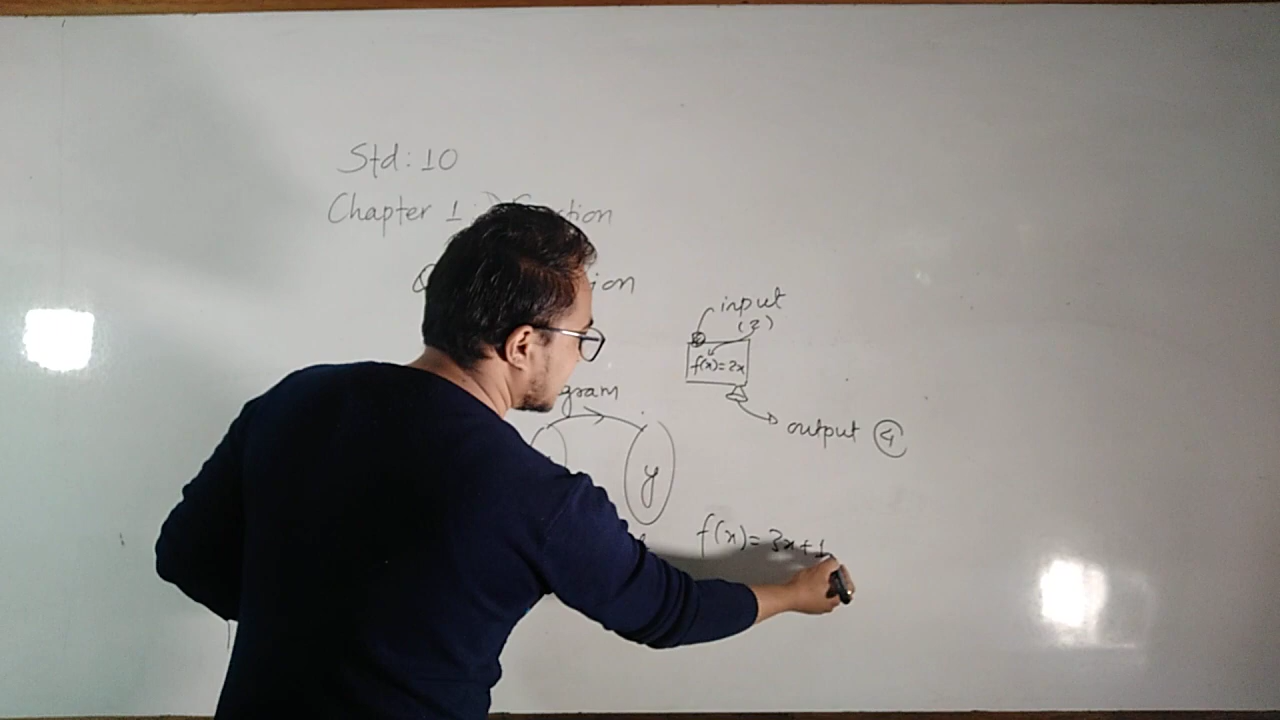 Std: 10
Chapter 1
input
(2)
f(x)=2x
output 4
y
f(x)= 3x+1